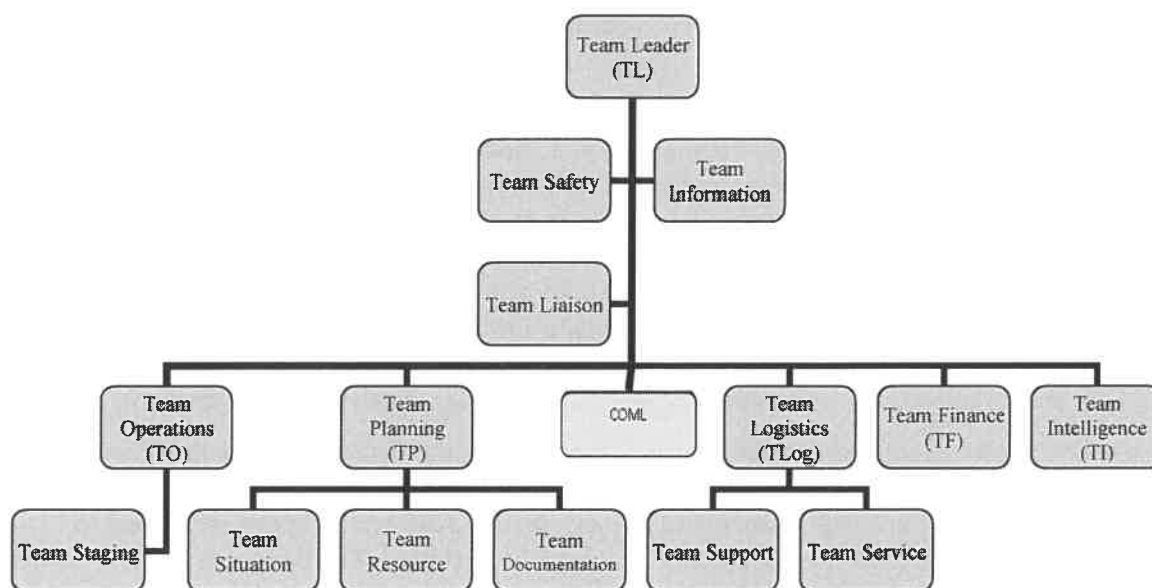 Team Leader
(TL)
Team Safety
Team
Information
Team Liaison
Team
Operations
(TO)
Team
Planning
(TP)
COML
Team
Logistics
(TLog)
Team Finance
(TF)
Team
Intelligence
(TI)
Team Staging
Team
Situation
Team
Resource
Team
Documentation
Team Support
Team Service